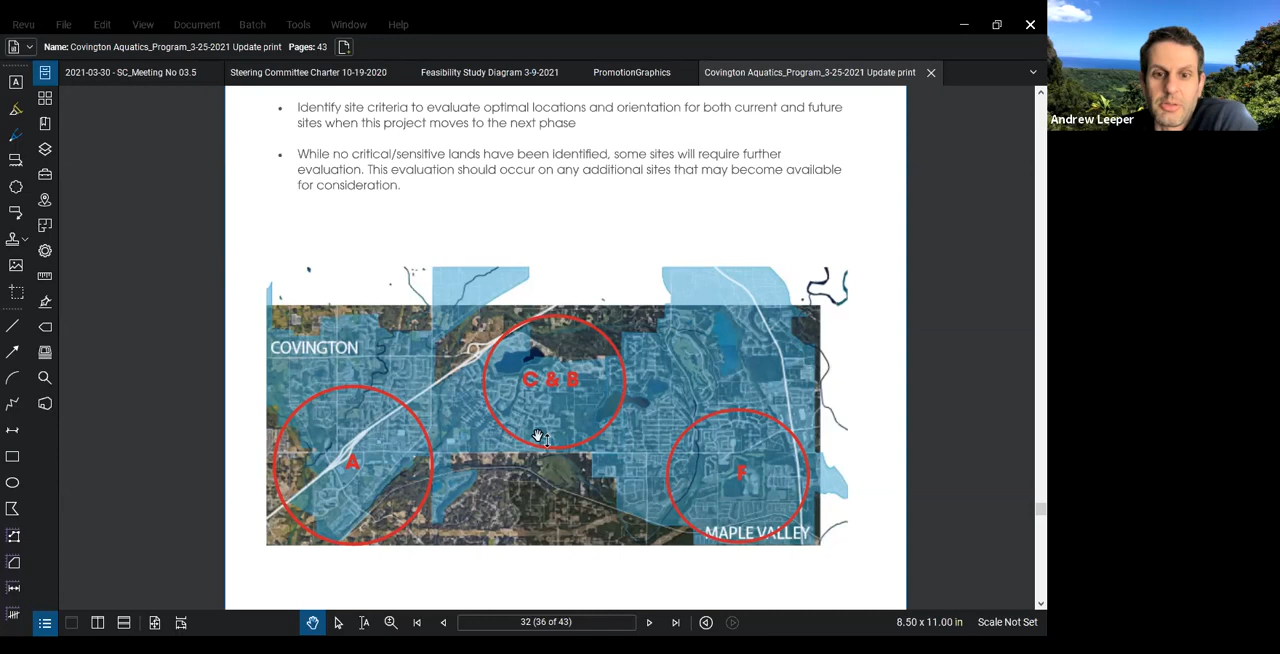 Revu File Edit View Document Batch Tools Window Help
Name: Covington Aquatics_Program_3-25-2021 Update print Pages: 43
2021-03-30 - SC_Meeting No 03.5 Steering Committee Charter 10-19-2020 Feasibility Study Diagram 3-9-2021 PromotionGraphics Covington Aquatics_Program_3-25-2021 Update print
• Identify site criteria to evaluate optimal locations and orientation for both current and future
sites when this project moves to the next phase
• While no critical/sensitive lands have been identified, some sites will require further
evaluation. This evaluation should occur on any additional sites that may become available
for consideration.
Andrew Leeper
COVINGTON
C & B
A
F
MAPLE VALLEY
32 (36 of 43)
8.50 x 11.00 in Scale Not Set